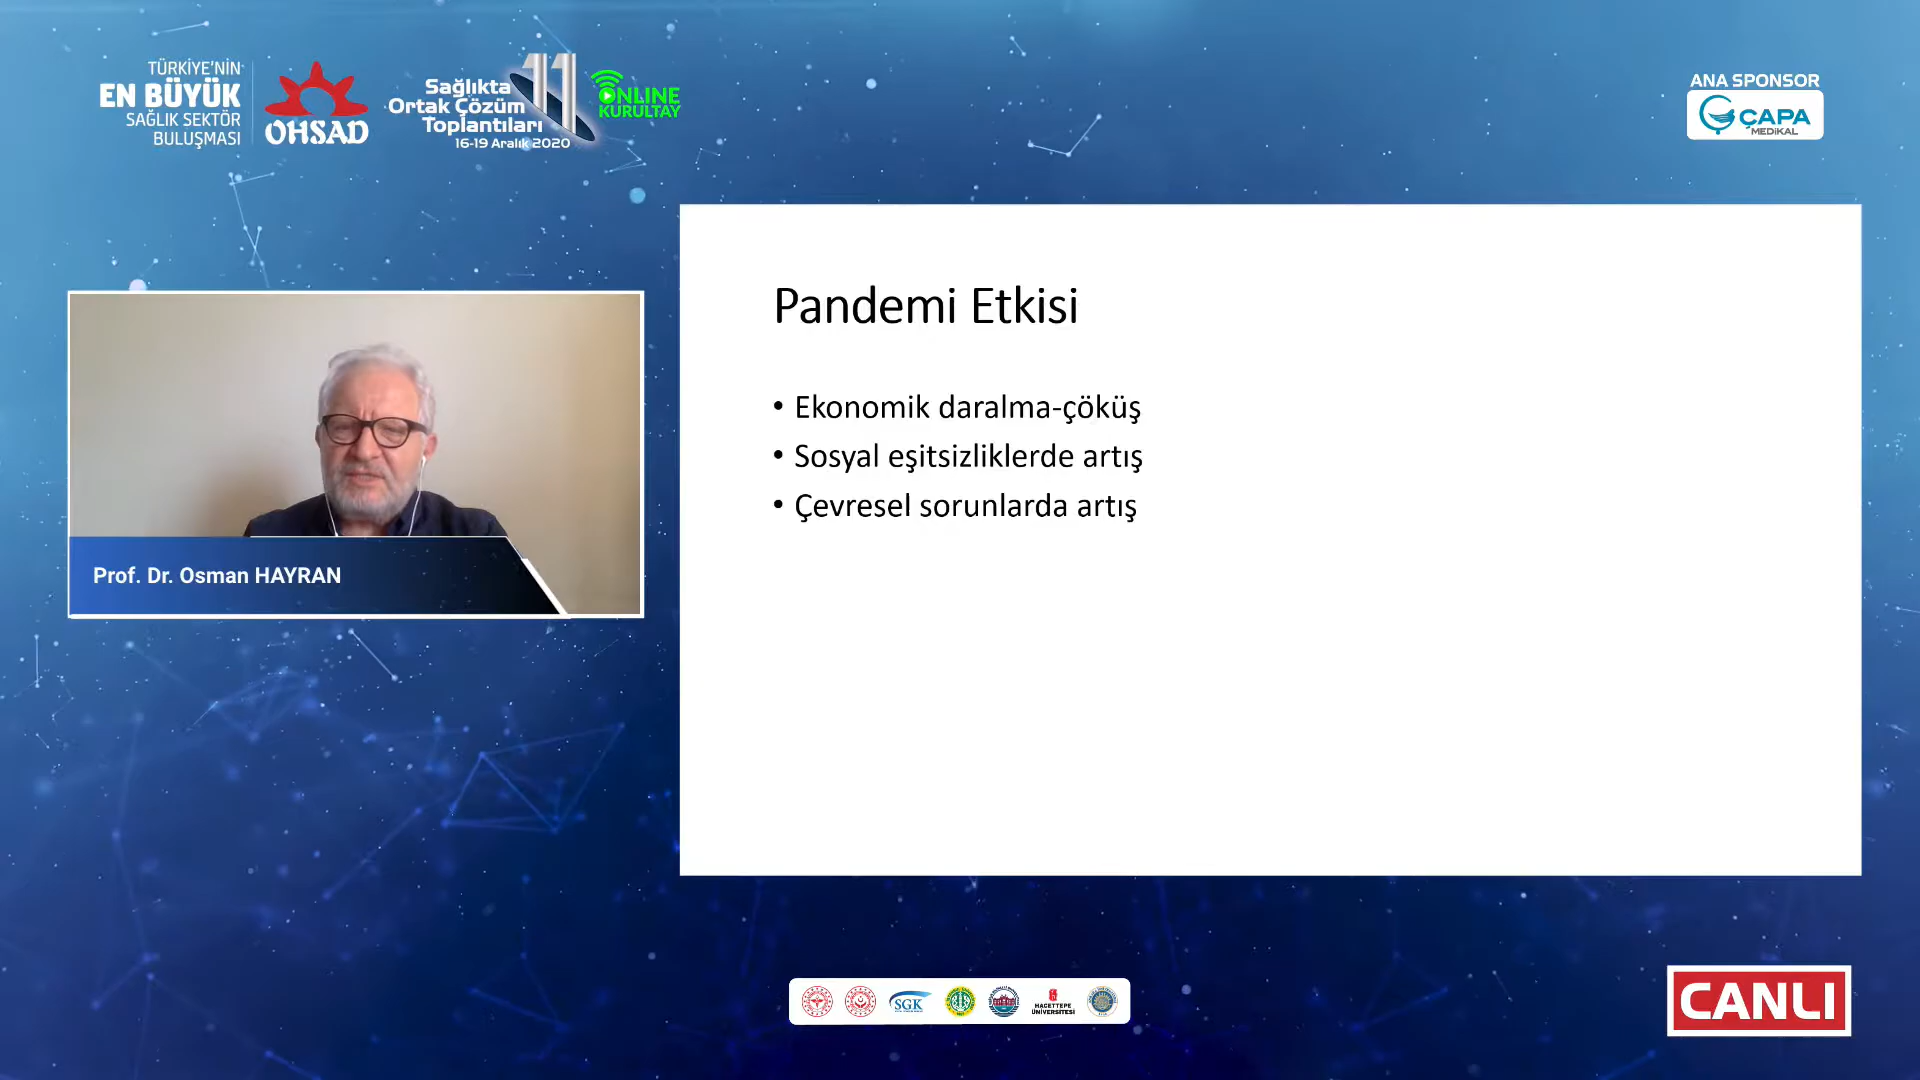 TÜRKİYE'NİN
EN BÜYÜK
SAĞLIK SEKTÖR
BULUŞMASI
OHSAD
Sağlıkta
Ortak Çözüm
Toplantıları
11
16-19 Aralık 2020
ONLINE
KURULTAY
ANA SPONSOR
ÇAPA
MEDİKAL
Pandemi Etkisi
• Ekonomik daralma-çöküş
• Sosyal eşitsizliklerde artış
• Çevresel sorunlarda artış
Prof. Dr. Osman HAYRAN
SGK
HACETTEPE
ÜNİVERSİTESİ
CANLI